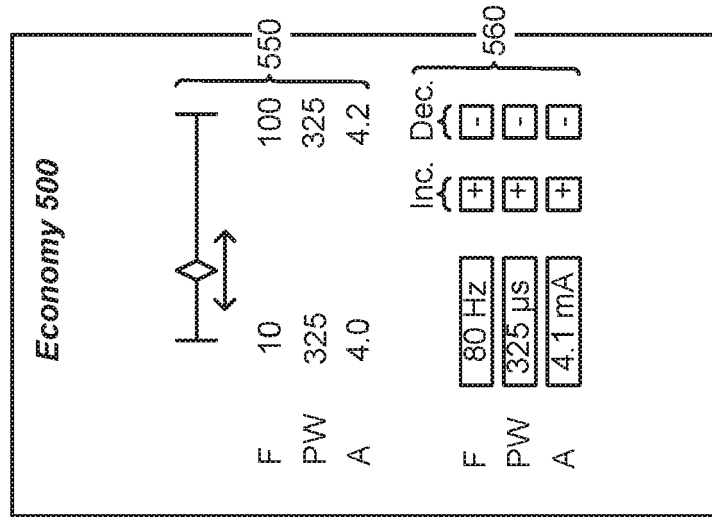 Economy 500
F 10 100
PW 325 325
A 4.0 4.2
550
Inc. Dec.
F 80 Hz + -
PW 325 µs + -
A 4.1 mA + -
560